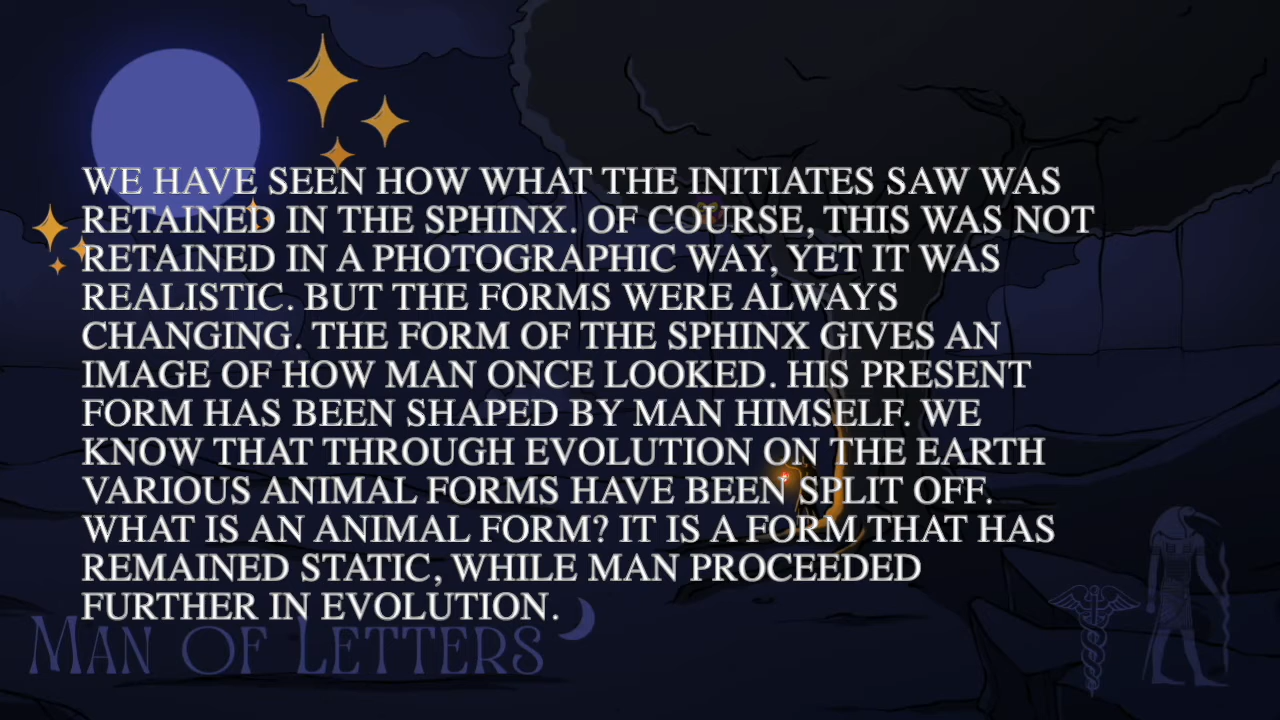 WE HAVE SEEN HOW WHAT THE INITIATES SAW WAS
RETAINED IN THE SPHINX. OF COURSE, THIS WAS NOT
RETAINED IN A PHOTOGRAPHIC WAY, YET IT WAS
REALISTIC. BUT THE FORMS WERE ALWAYS
CHANGING. THE FORM OF THE SPHINX GIVES AN
IMAGE OF HOW MAN ONCE LOOKED. HIS PRESENT
FORM HAS BEEN SHAPED BY MAN HIMSELF. WE
KNOW THAT THROUGH EVOLUTION ON THE EARTH
VARIOUS ANIMAL FORMS HAVE BEEN SPLIT OFF.
WHAT IS AN ANIMAL FORM? IT IS A FORM THAT HAS
REMAINED STATIC, WHILE MAN PROCEEDED
FURTHER IN EVOLUTION.
MAN OF LETTERS